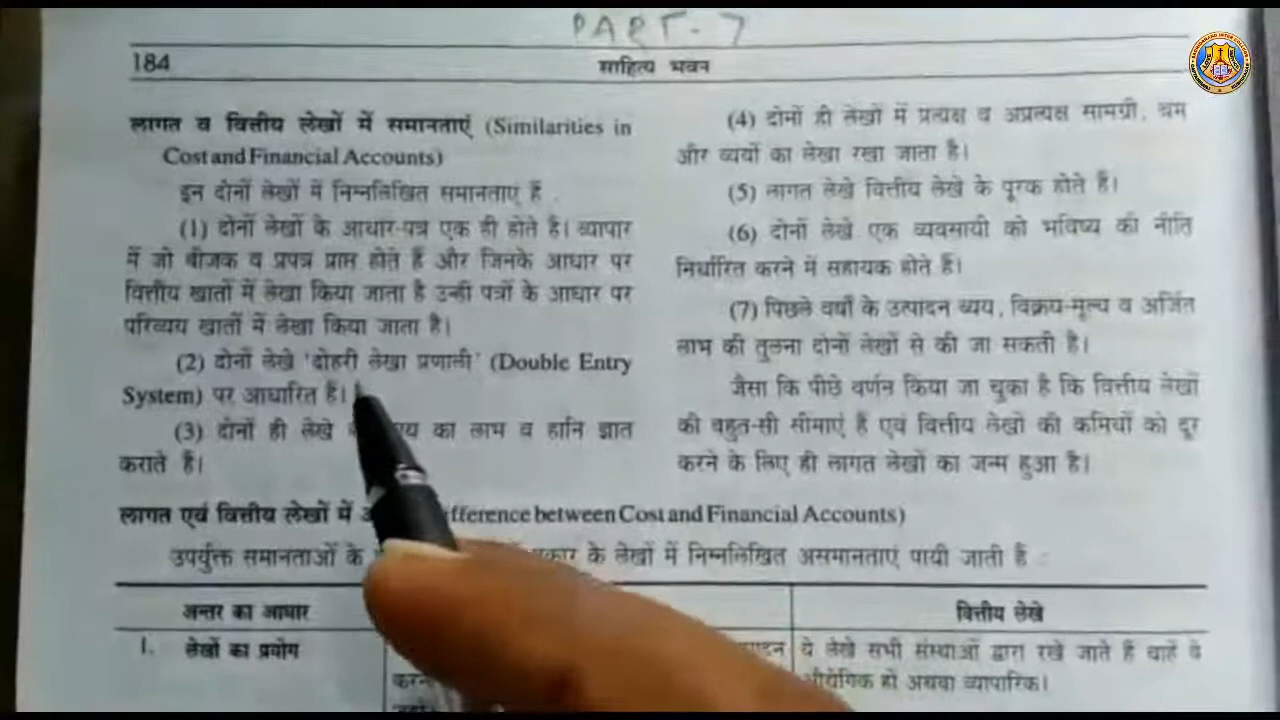 PART-7
184
साहित्य भवन
लागत व वित्तीय लेखों में समानताएं (Similarities in
Cost and Financial Accounts)
इन दोनों लेखों में निम्नलिखित समानताएं हैं :
(1) दोनों लेखों के आधार-पत्र एक ही होते हैं। व्यापार
में जो बीजक व प्रपत्र प्राप्त होते हैं और जिनके आधार पर
वित्तीय खातों में लेखा किया जाता है उन्हीं पत्रों के आधार पर
परिव्यय खातों में लेखा किया जाता है।
(2) दोनों लेखे 'दोहरी लेखा प्रणाली' (Double Entry
System) पर आधारित हैं।
(3) दोनों ही लेखे का लाभ व हानि ज्ञात
कराते हैं।
(4) दोनों ही लेखों में प्रत्यक्ष व अप्रत्यक्ष सामग्री, श्रम
और व्ययों का लेखा रखा जाता है।
(5) लागत लेखे वित्तीय लेखे के पूरक होते हैं।
(6) दोनों लेखे एक व्यवसायी को भविष्य की नीति
निर्धारित करने में सहायक होते हैं।
(7) पिछले वर्षों के उत्पादन व्यय, विक्रय-मूल्य व अर्जित
लाभ की तुलना दोनों लेखों से की जा सकती है।
जैसा कि पीछे वर्णन किया जा चुका है कि वित्तीय लेखों
की बहुत-सी सीमाएं हैं एवं वित्तीय लेखों की कमियों को दूर
करने के लिए ही लागत लेखों का जन्म हुआ है।
लागत एवं वित्तीय लेखों में ifference between Cost and Financial Accounts)
उपर्युक्त समानताओं के के लेखों में निम्नलिखित असमानताएं पायी जाती हैं :
अन्तर का आधार
वित्तीय लेखे
1. लेखों का प्रयोग
ये लेखे सभी संस्थाओं द्वारा रखे जाते हैं चाहें वे
औद्योगिक हों अथवा व्यापारिक।